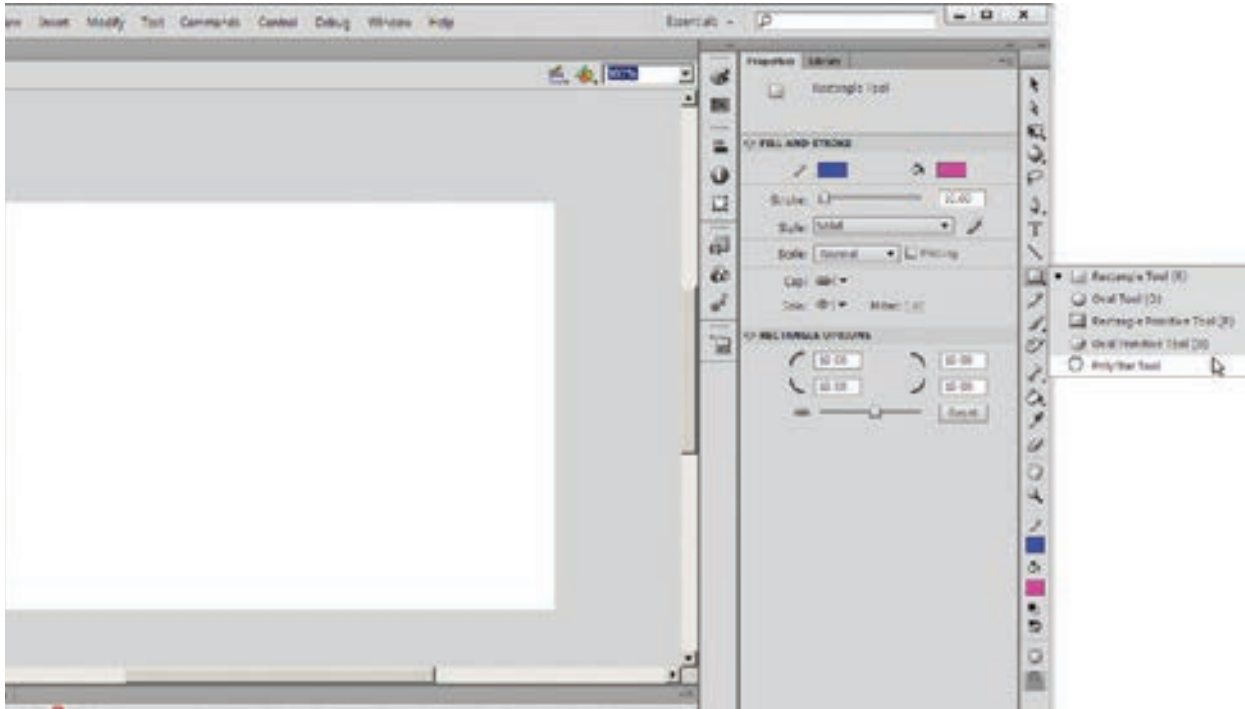 Insert Modify Text Commands Control Debug Window Help
Essentials
Properties Library
Rectangle Tool
FILL AND STROKE
Stroke:
Style: Solid
Scale: Normal Hinting
Cap:
Join: Miter:
RECTANGLE OPTIONS
Reset
Rectangle Tool (R)
Oval Tool (O)
Rectangle Primitive Tool (R)
Oval Primitive Tool (O)
PolyStar Tool